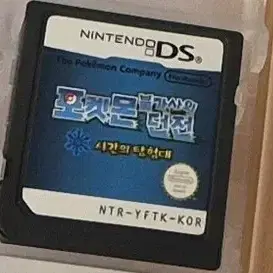 NINTENDO DS
The Pokémon Company Nintendo
포켓몬 불가사의 던전
시간의 탐험대
NTR-YFTK-KOR